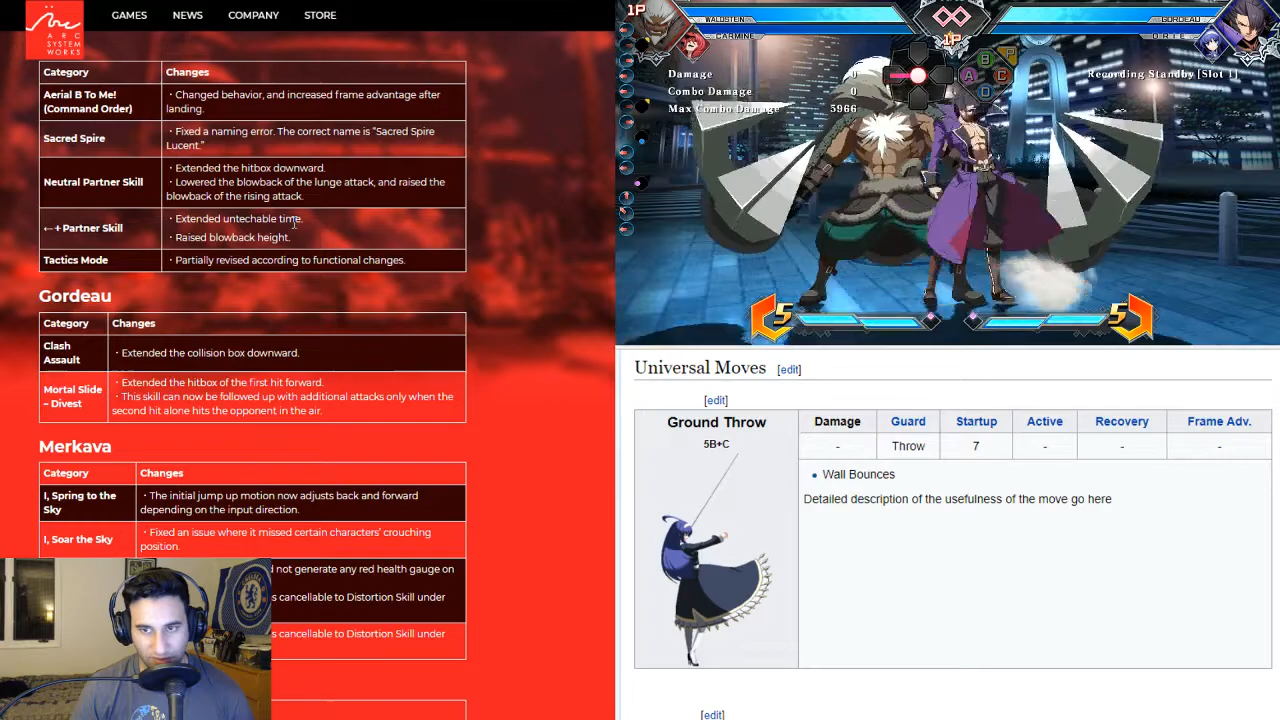 ARC
SYSTEM
WORKS
GAMES
NEWS
COMPANY
STORE
Category
Changes
Aerial B To Me!
(Command Order)
・Changed behavior, and increased frame advantage after
landing.
Sacred Spire
・Fixed a naming error. The correct name is “Sacred Spire
Lucent.”
Neutral Partner Skill
・Extended the hitbox downward.
・Lowered the blowback of the lunge attack, and raised the
blowback of the rising attack.
←+Partner Skill
・Extended untechable time.
・Raised blowback height.
Tactics Mode
・Partially revised according to functional changes.
Gordeau
Category
Changes
Clash
Assault
・Extended the collision box downward.
Mortal Slide
– Divest
・Extended the hitbox of the first hit forward.
・This skill can now be followed up with additional attacks only when the
second hit alone hits the opponent in the air.
Merkava
Category
Changes
I, Spring to the
Sky
・The initial jump up motion now adjusts back and forward
depending on the input direction.
I, Soar the Sky
・Fixed an issue where it missed certain characters’ crouching
position.
not generate any red health gauge on
s cancellable to Distortion Skill under
s cancellable to Distortion Skill under
1P
WALDSTEIN
CARMINE
GORDEAU
ORIE
1P
Damage 0
Combo Damage 0
Max Combo Damage 5966
A
B
C
D
P
Recording Standby [Slot 1]
5
5
Universal Moves [edit]
[edit]
Ground Throw
5B+C
Damage
Guard
Startup
Active
Recovery
Frame Adv.
-
Throw
7
-
-
-
• Wall Bounces
Detailed description of the usefulness of the move go here
[edit]